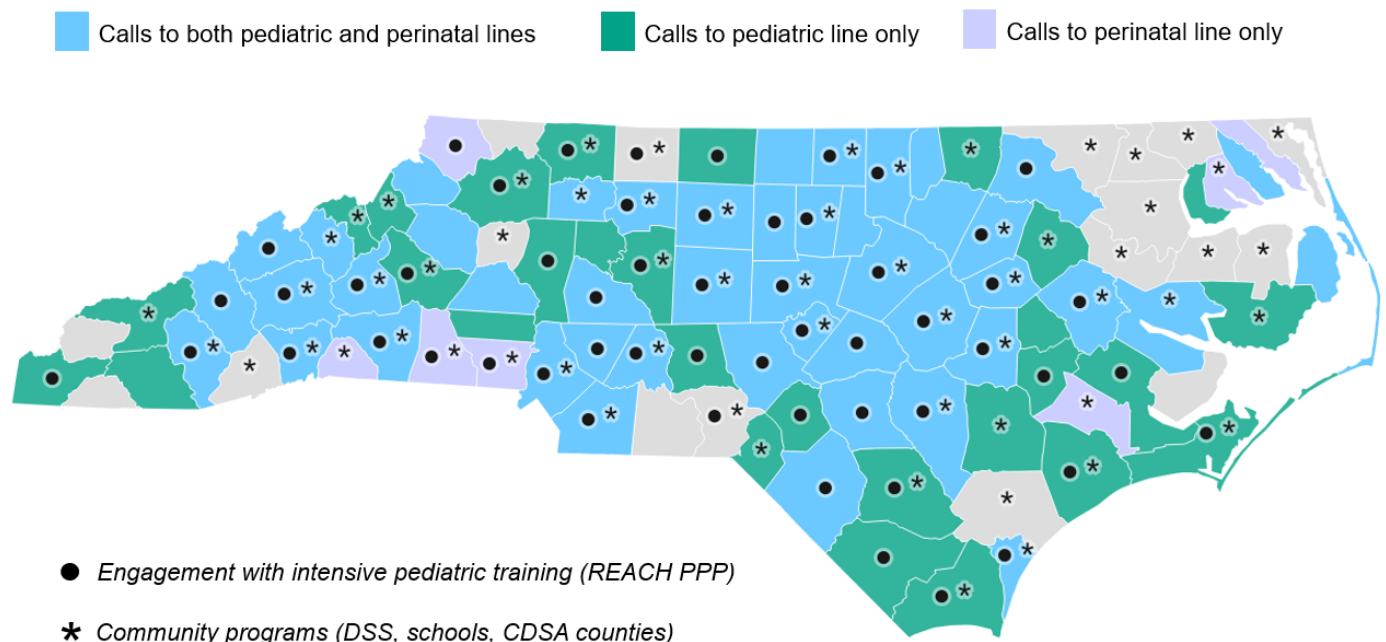 Calls to both pediatric and perinatal lines
Calls to pediatric line only
Calls to perinatal line only
Engagement with intensive pediatric training (REACH PPP)
Community programs (DSS, schools, CDSA counties)